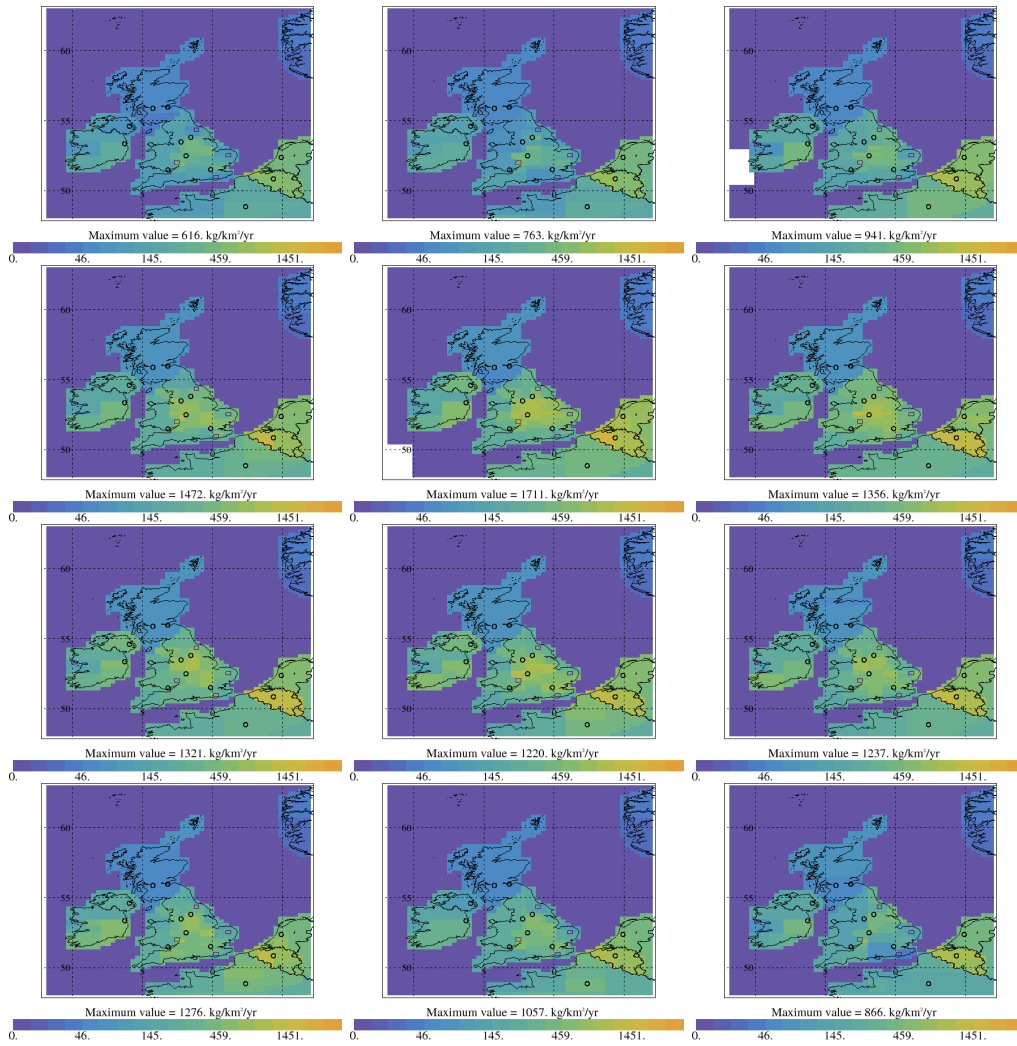 60 60 60
55 55 55
50 50 50
Maximum value = 616. kg/km²/yr Maximum value = 763. kg/km²/yr Maximum value = 941. kg/km²/yr
0. 46. 145. 459. 1451. 0. 46. 145. 459. 1451. 0. 46. 145. 459. 1451.
60 60 60
55 55 55
50 50 50
Maximum value = 1472. kg/km²/yr Maximum value = 1711. kg/km²/yr Maximum value = 1356. kg/km²/yr
0. 46. 145. 459. 1451. 0. 46. 145. 459. 1451. 0. 46. 145. 459. 1451.
60 60 60
55 55 55
50 50 50
Maximum value = 1321. kg/km²/yr Maximum value = 1220. kg/km²/yr Maximum value = 1237. kg/km²/yr
0. 46. 145. 459. 1451. 0. 46. 145. 459. 1451. 0. 46. 145. 459. 1451.
60 60 60
55 55 55
50 50 50
Maximum value = 1276. kg/km²/yr Maximum value = 1057. kg/km²/yr Maximum value = 866. kg/km²/yr
0. 46. 145. 459. 1451. 0. 46. 145. 459. 1451. 0. 46. 145. 459. 1451.